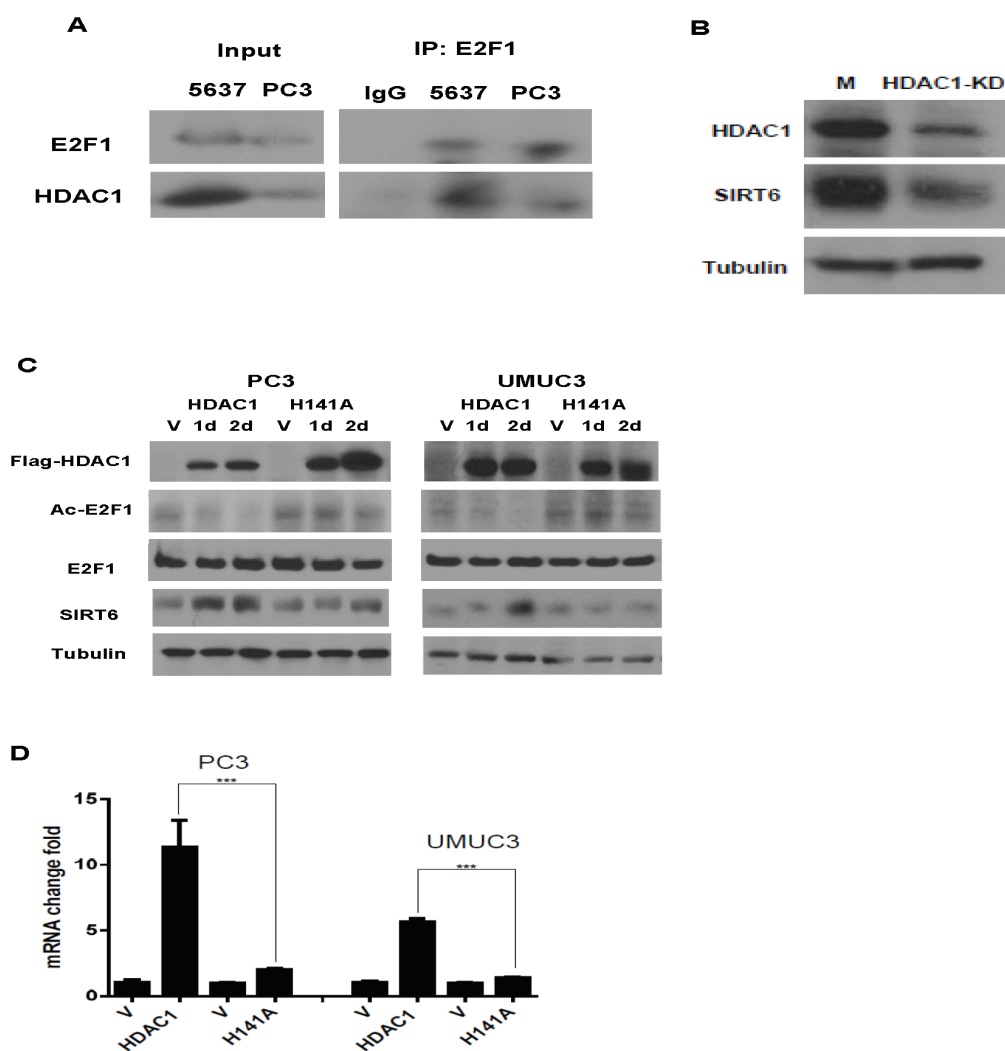 A
Input
IP: E2F1
5637 PC3
IgG 5637 PC3
E2F1
HDAC1
B
M HDAC1-KD
HDAC1
SIRT6
Tubulin
C
PC3
HDAC1 H141A
V 1d 2d V 1d 2d
UMUC3
HDAC1 H141A
V 1d 2d V 1d 2d
Flag-HDAC1
Ac-E2F1
E2F1
SIRT6
Tubulin
D
PC3
***
UMUC3
***
mRNA change fold
15
10
5
0
V HDAC1 V H141A V HDAC1 V H141A